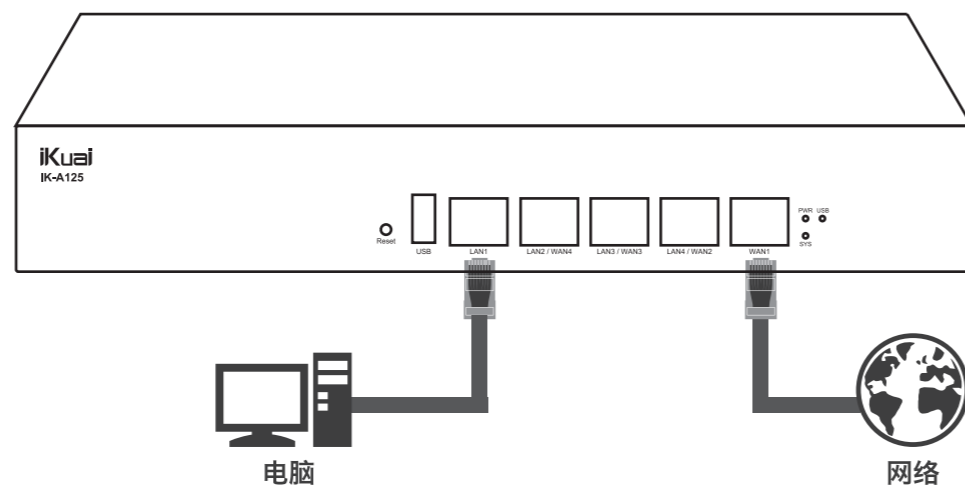 iKuai
IK-A125
PWR USB
SYS
Reset
USB
LAN1
LAN2 / WAN4
LAN3 / WAN3
LAN4 / WAN2
WAN1
电脑
网络